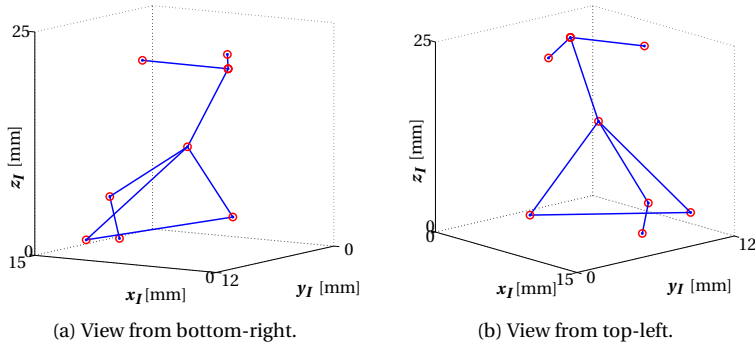 25
z_I [mm]
0
15
x_I [mm]
0
12
y_I [mm]
0
(a) View from bottom-right.
25
z_I [mm]
0
0
x_I [mm]
15
0
y_I [mm]
12
(b) View from top-left.